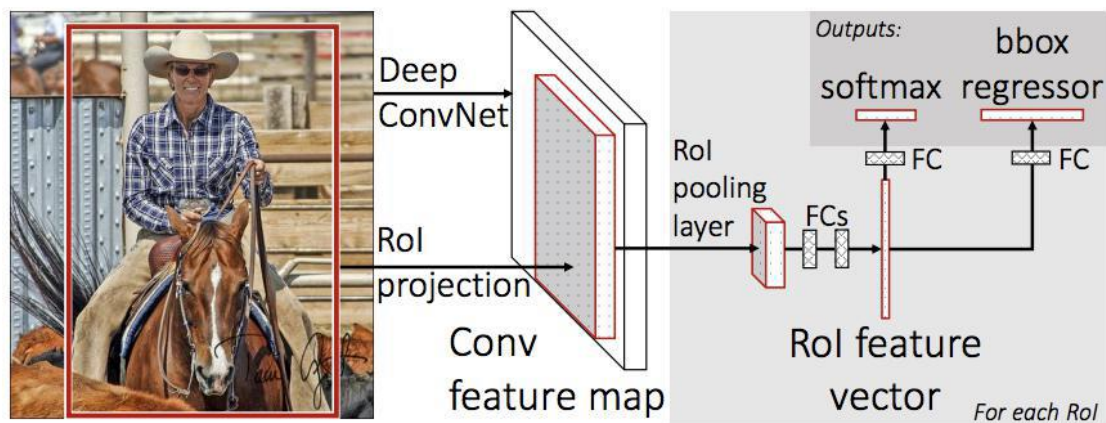 Deep
ConvNet
RoI
projection
Conv
feature map
RoI
pooling
layer
FCs
RoI feature
vector
For each RoI
Outputs:
softmax
bbox
regressor
FC
FC